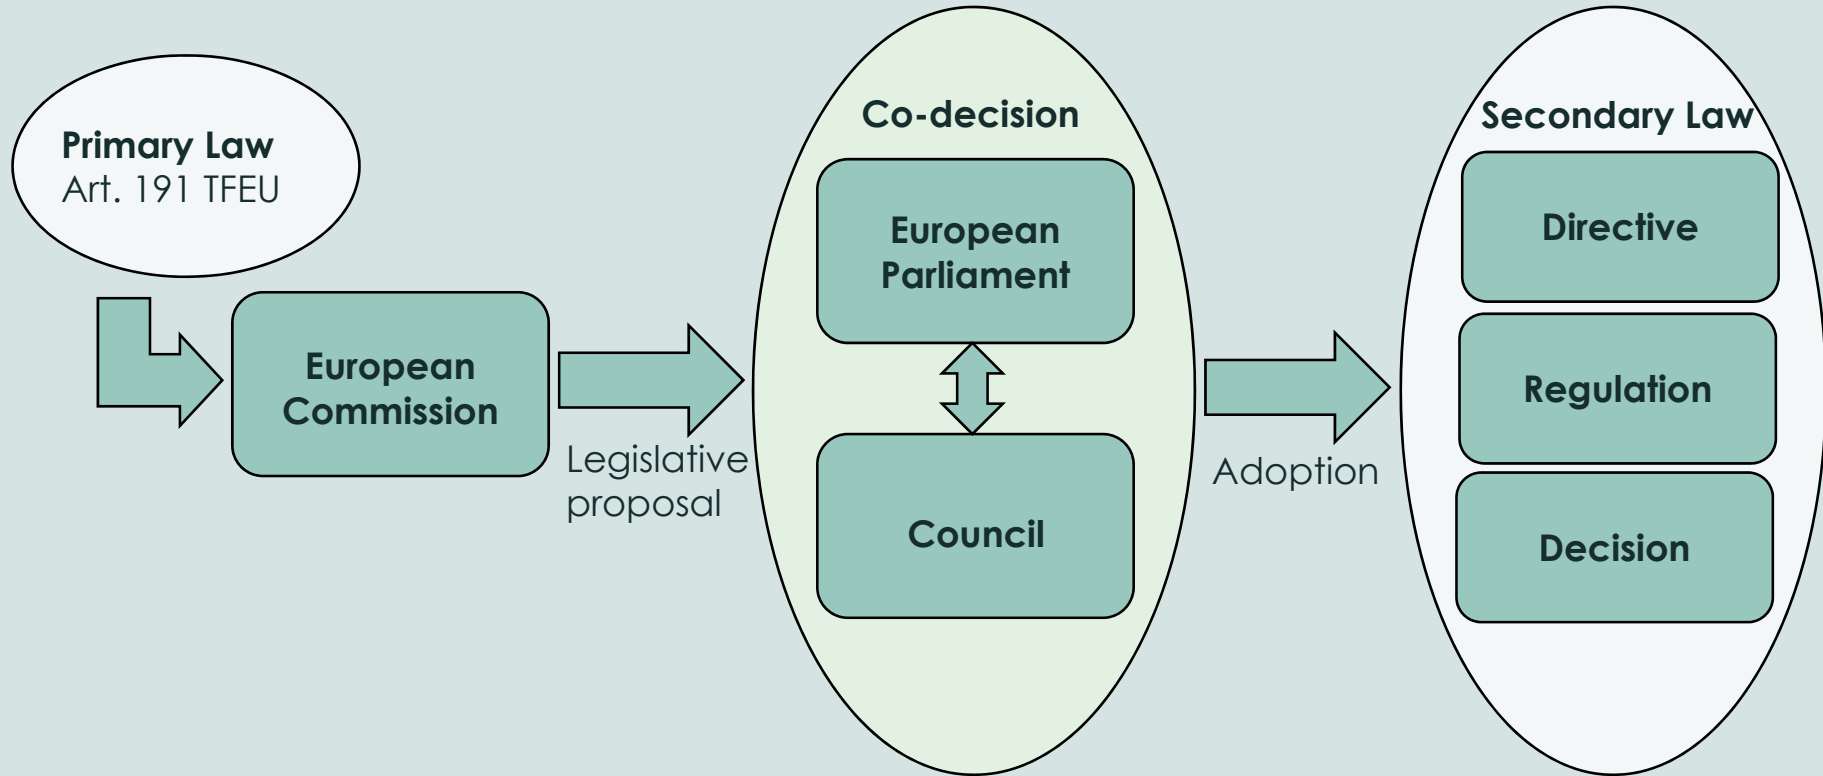 Primary Law
Art. 191 TFEU
European
Commission
Legislative
proposal
Co-decision
European
Parliament
Council
Adoption
Secondary Law
Directive
Regulation
Decision